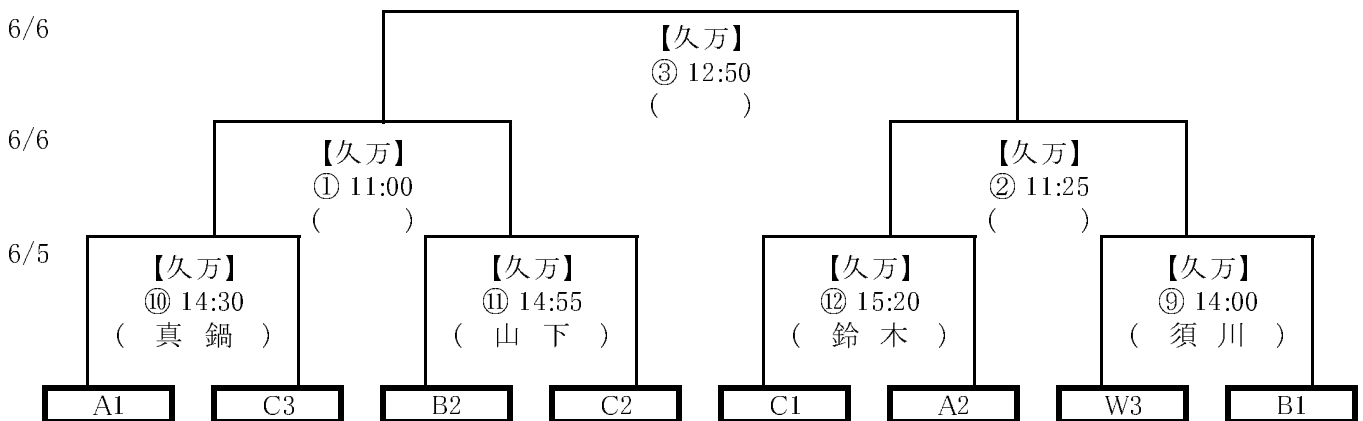 6/6
【久万】
③ 12:50
(　　　)
6/6
【久万】
① 11:00
(　　　)
【久万】
② 11:25
(　　　)
6/5
【久万】
⑩ 14:30
( 真 鍋 )
【久万】
⑪ 14:55
( 山 下 )
【久万】
⑫ 15:20
( 鈴 木 )
【久万】
⑨ 14:00
( 須 川 )
A1
C3
B2
C2
C1
A2
W3
B1